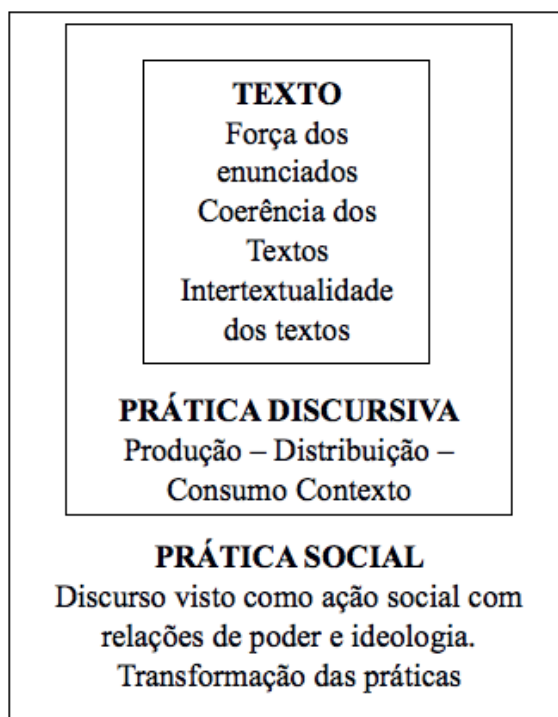 TEXTO
Força dos
enunciados
Coerência dos
Textos
Intertextualidade
dos textos
PRÁTICA DISCURSIVA
Produção – Distribuição –
Consumo Contexto
PRÁTICA SOCIAL
Discurso visto como ação social com
relações de poder e ideologia.
Transformação das práticas